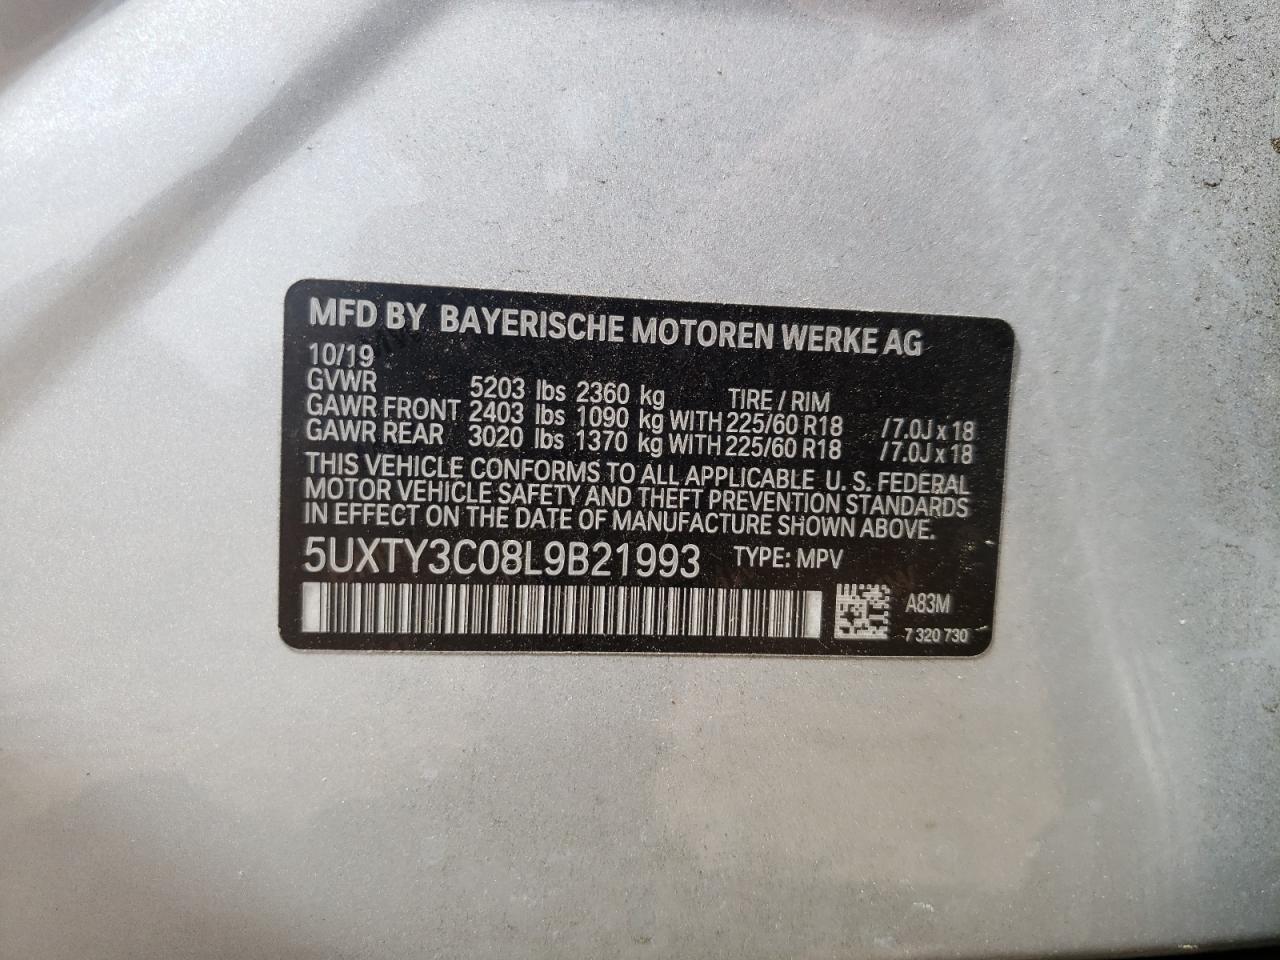 MFD BY BAYERISCHE MOTOREN WERKE AG
10/19
GVWR 5203 lbs 2360 kg TIRE / RIM
GAWR FRONT 2403 lbs 1090 kg WITH 225/60 R18 / 7.0J x 18
GAWR REAR 3020 lbs 1370 kg WITH 225/60 R18 / 7.0J x 18
THIS VEHICLE CONFORMS TO ALL APPLICABLE U. S. FEDERAL
MOTOR VEHICLE SAFETY AND THEFT PREVENTION STANDARDS
IN EFFECT ON THE DATE OF MANUFACTURE SHOWN ABOVE.
5UXTY3C08L9B21993 TYPE: MPV
A83M
7 320 730